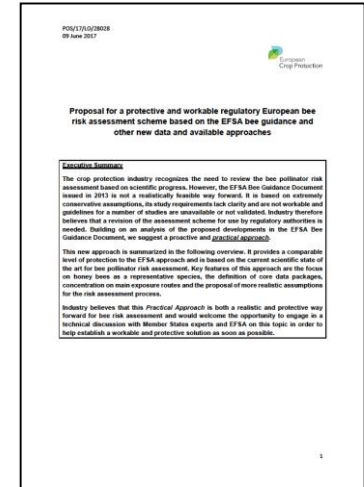 POS/17/LO/28028
09 June 2017
European
Crop Protection
Proposal for a protective and workable regulatory European bee
risk assessment scheme based on the EFSA bee guidance and
other new data and available approaches
Executive Summary
The crop protection industry recognizes the need to review the bee pollinator risk
assessment based on scientific progress. However, the EFSA Bee Guidance Document
issued in 2013 is not a realistically feasible way forward. It is based on extremely
conservative assumptions, its study requirements lack clarity and are not workable and
guidelines for a number of studies are unavailable or not validated. Industry therefore
believes that a revision of the assessment scheme for use by regulatory authorities is
needed. Building on an analysis of the proposed developments in the EFSA Bee
Guidance Document, we suggest a proactive and practical approach.
This new approach is summarized in the following overview. It provides a comparable
level of protection to the EFSA approach and is based on the current scientific state of
the art for bee pollinator risk assessment. Key features of this approach are the focus
on honey bees as a representative species, the definition of core data packages,
concentration on main exposure routes and the proposal of more realistic assumptions
for the risk assessment process.
Industry believes that this Practical Approach is both a realistic and protective way
forward for bee risk assessment and would welcome the opportunity to engage in a
technical discussion with Member States experts and EFSA on this topic in order to
help establish a workable and protective solution as soon as possible.
1